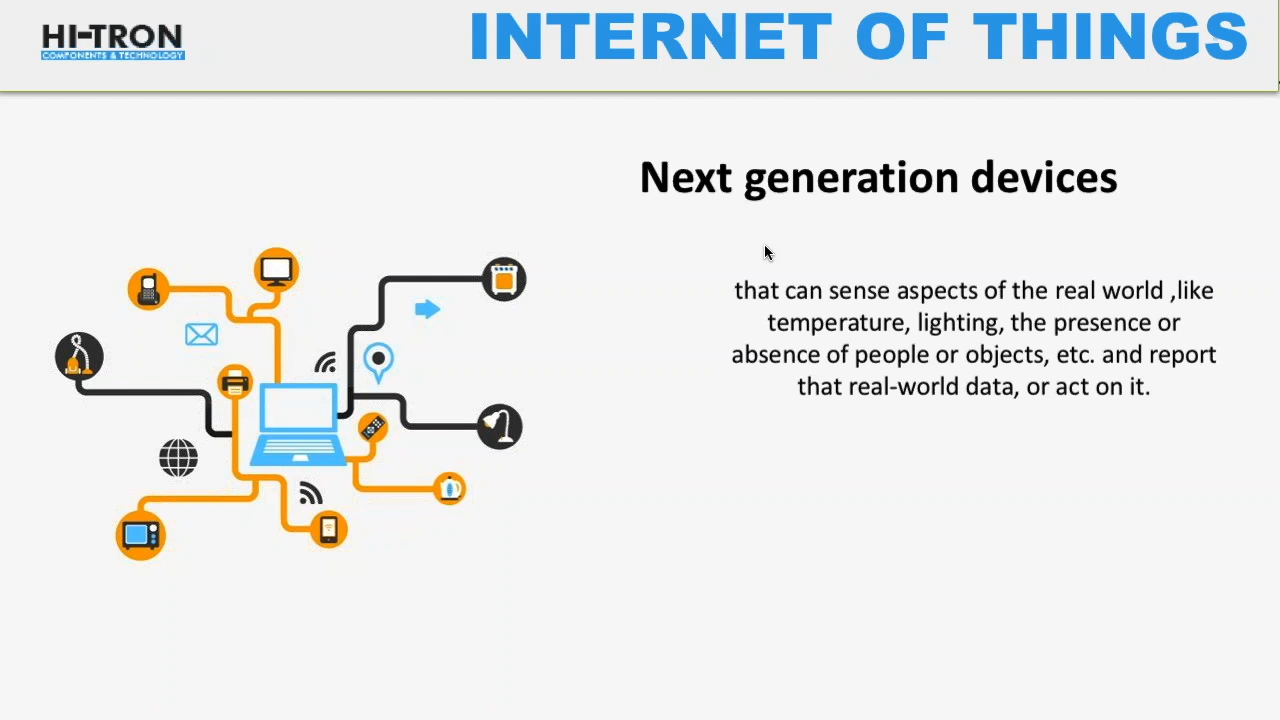 HI-TRON
COMPONENTS & TECHNOLOGY
INTERNET OF THINGS
Next generation devices
that can sense aspects of the real world ,like
temperature, lighting, the presence or
absence of people or objects, etc. and report
that real-world data, or act on it.